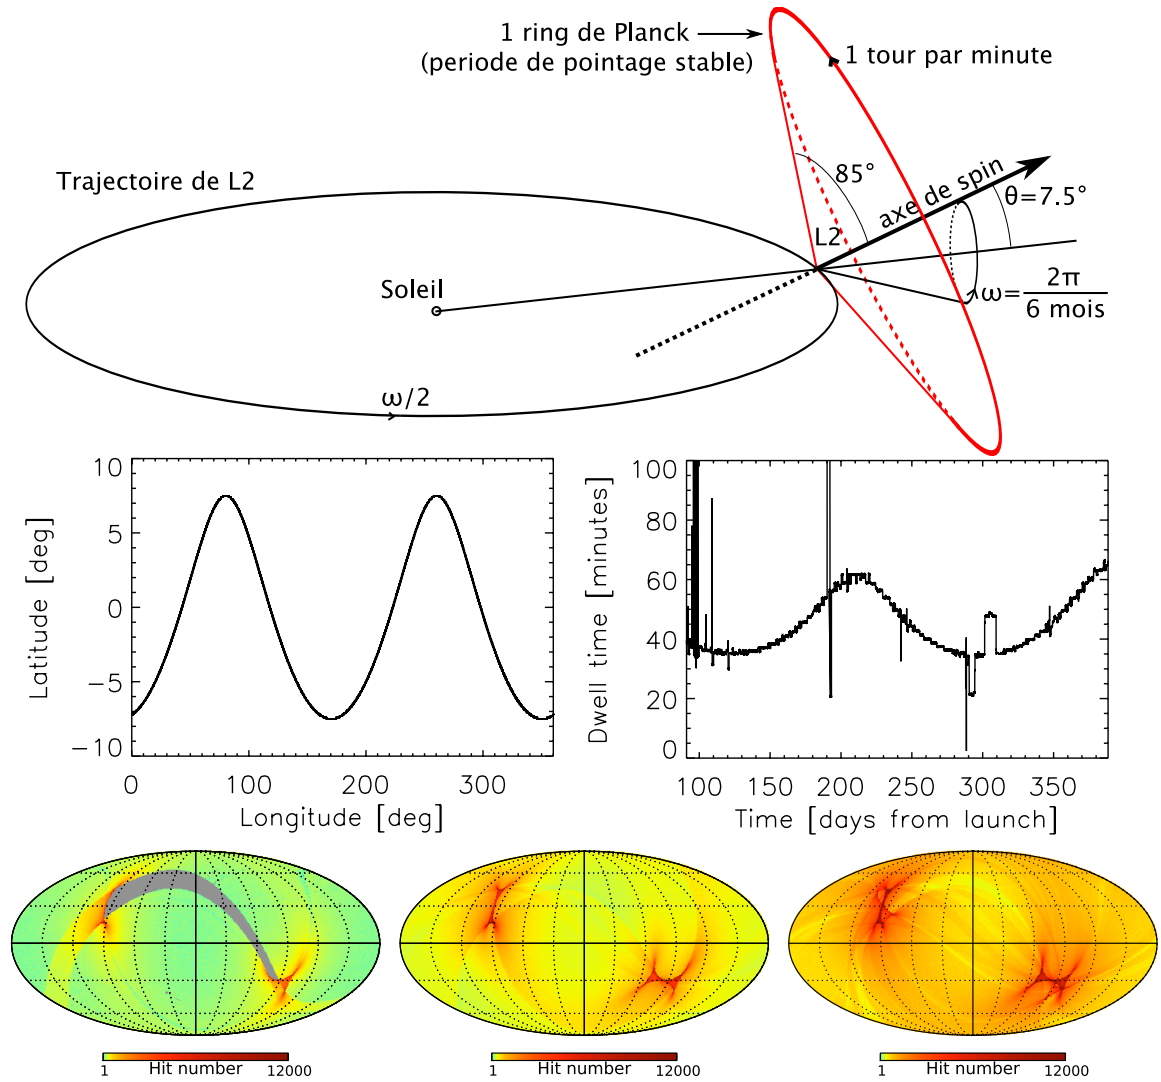 1 ring de Planck
(periode de pointage stable)
1 tour par minute
Trajectoire de L2
85°
axe de spin
θ=7.5°
L2
Soleil
ω=2π/6 mois
ω/2
10
5
0
−5
−10
Latitude [deg]
0 100 200 300
Longitude [deg]
100
80
60
40
20
0
Dwell time [minutes]
100 150 200 250 300 350
Time [days from launch]
1 Hit number 12000
1 Hit number 12000
1 Hit number 12000